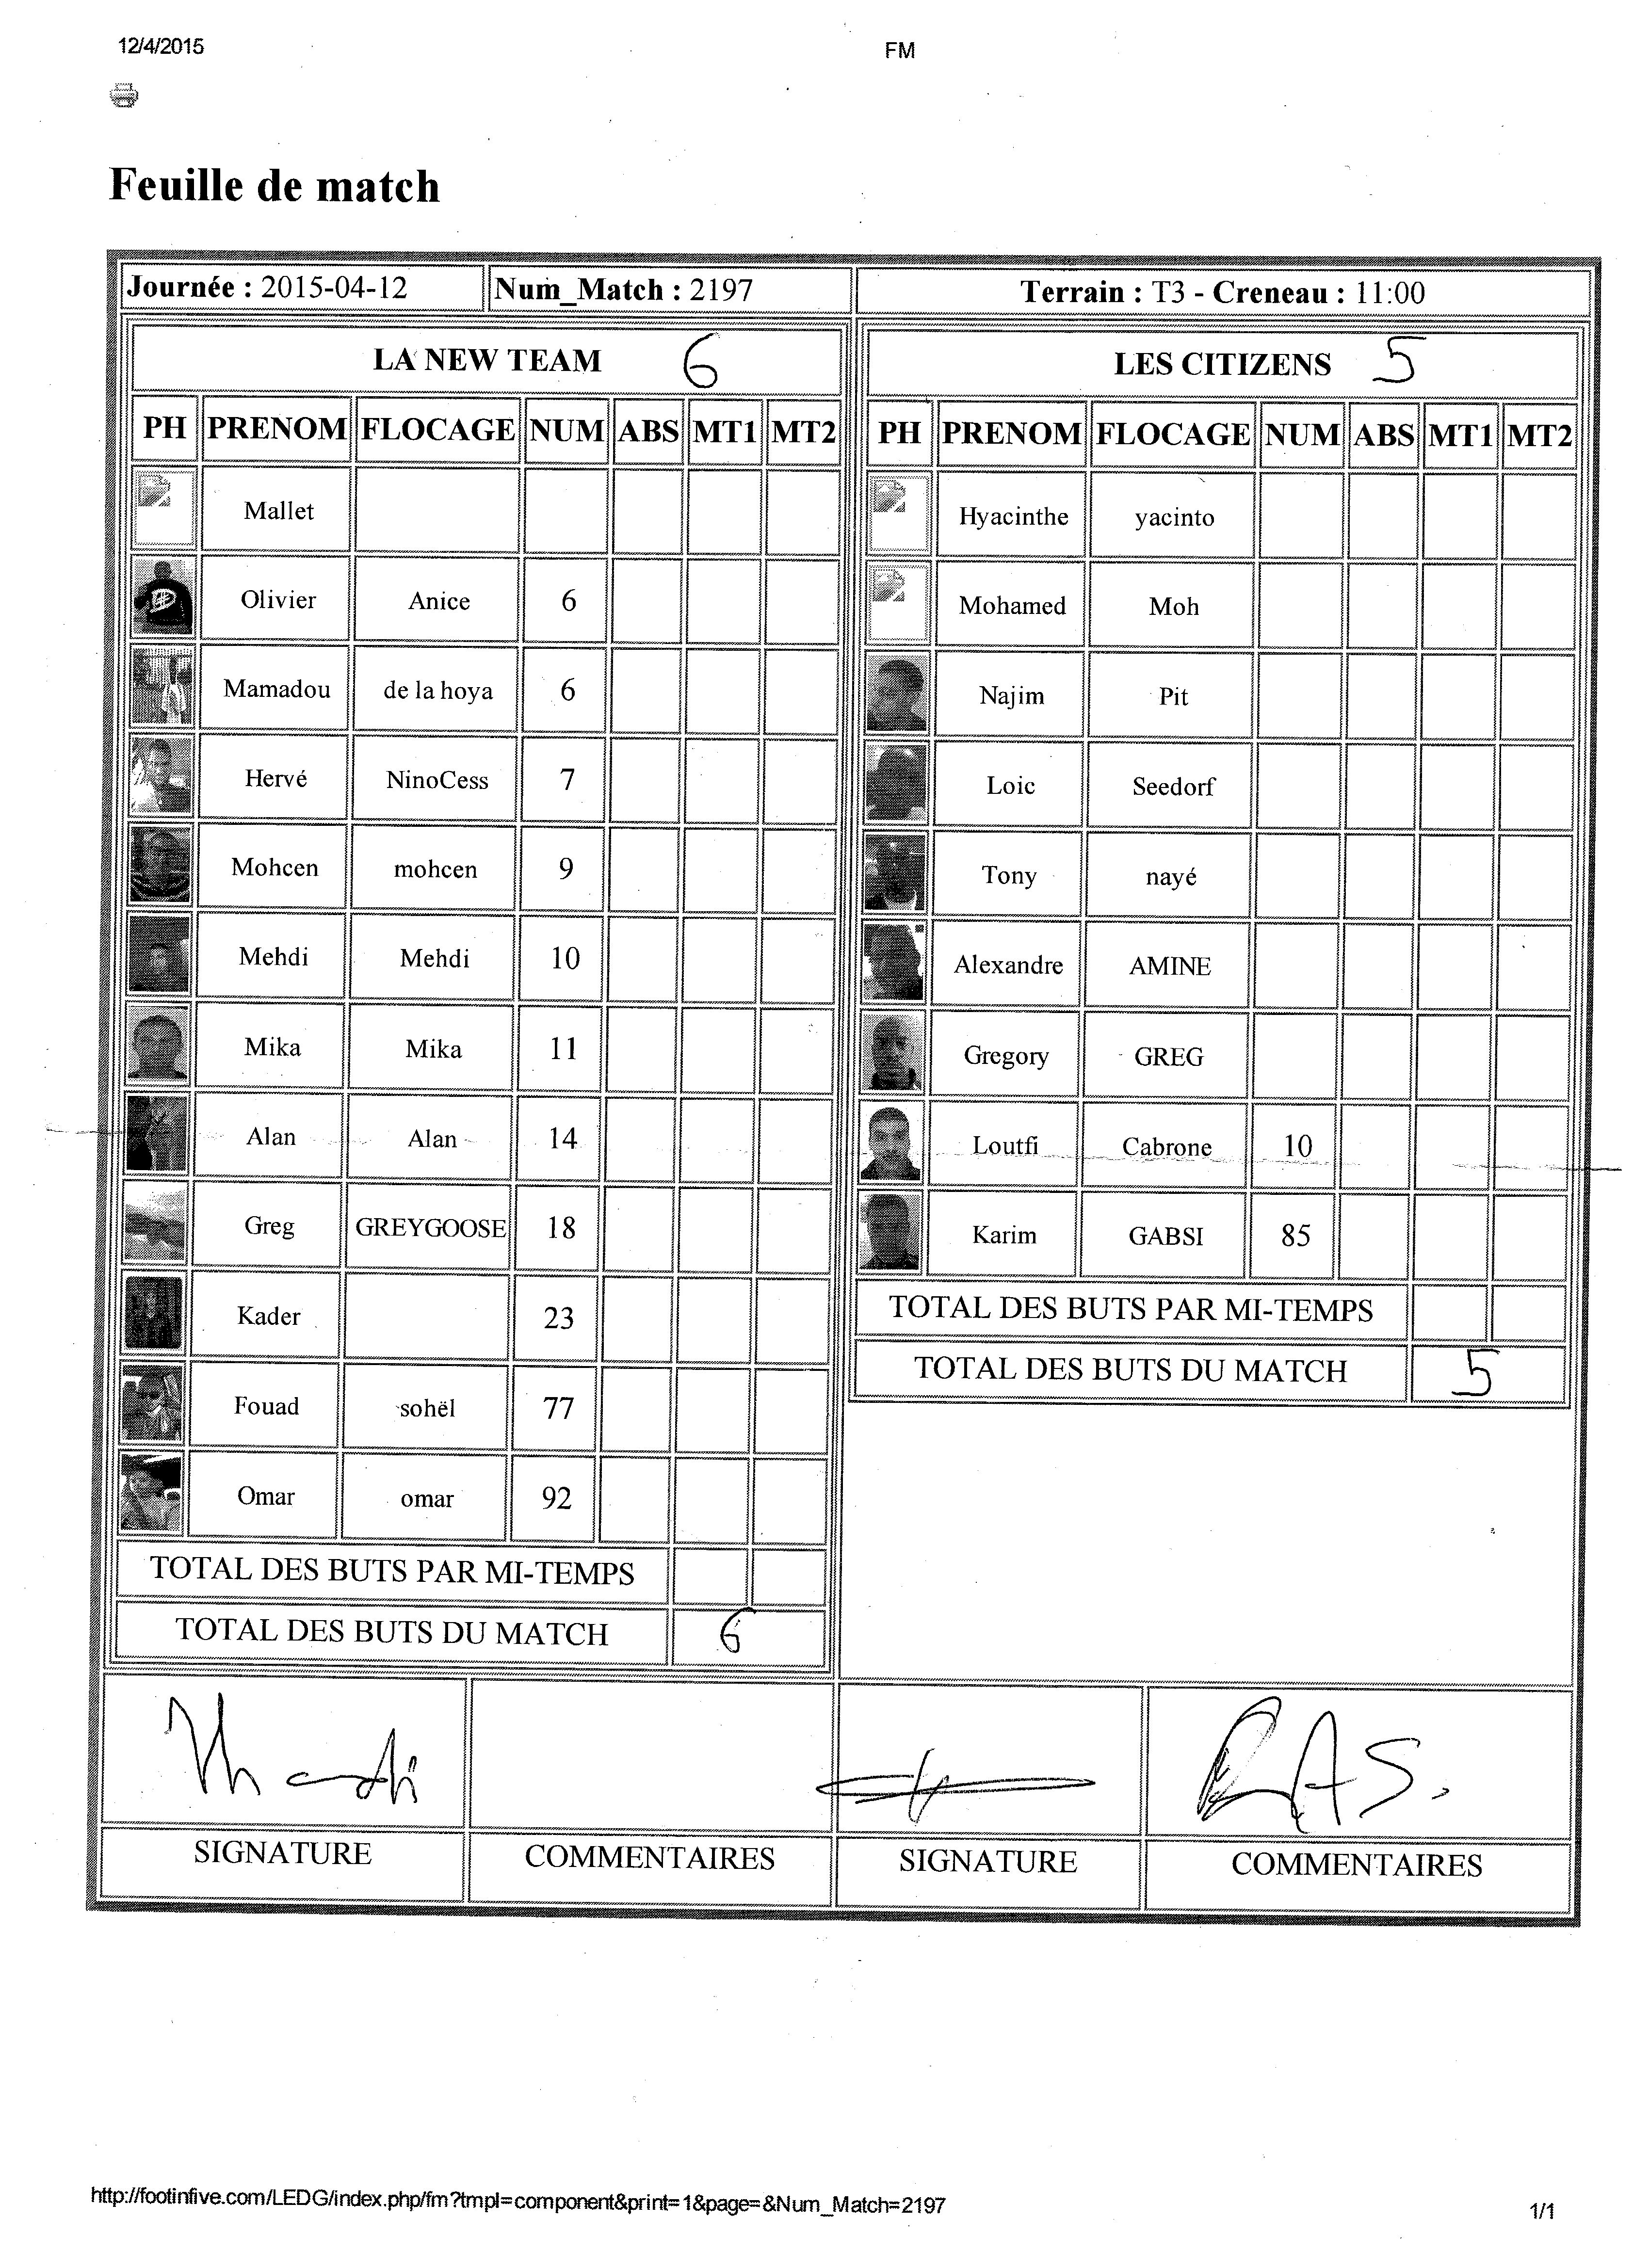 12/4/2015 FM
Feuille de match
Journée : 2015-04-12 Num_Match : 2197 Terrain : T3 - Creneau : 11:00
LA NEW TEAM 6 LES CITIZENS 5
PH PRENOM FLOCAGE NUM ABS MT1 MT2 PH PRENOM FLOCAGE NUM ABS MT1 MT2
Mallet Hyacinthe yacinto
Olivier Anice 6 Mohamed Moh
Mamadou de la hoya 6 Najim Pit
Hervé NinoCess 7 Loic Seedorf
Mohcen mohcen 9 Tony nayé
Mehdi Mehdi 10 Alexandre AMINE
Mika Mika 11 Gregory GREG
Alan Alan 14 Loutfi Cabrone 10
Greg GREYGOOSE 18 Karim GABSI 85
Kader 23 TOTAL DES BUTS PAR MI-TEMPS
Fouad sohël 77 TOTAL DES BUTS DU MATCH 5
Omar omar 92
TOTAL DES BUTS PAR MI-TEMPS
TOTAL DES BUTS DU MATCH 6
RAS.
SIGNATURE COMMENTAIRES SIGNATURE COMMENTAIRES
http://footinfive.com/LEDG/index.php/fm?tmpl=component&print=1&page=&Num_Match=2197 1/1